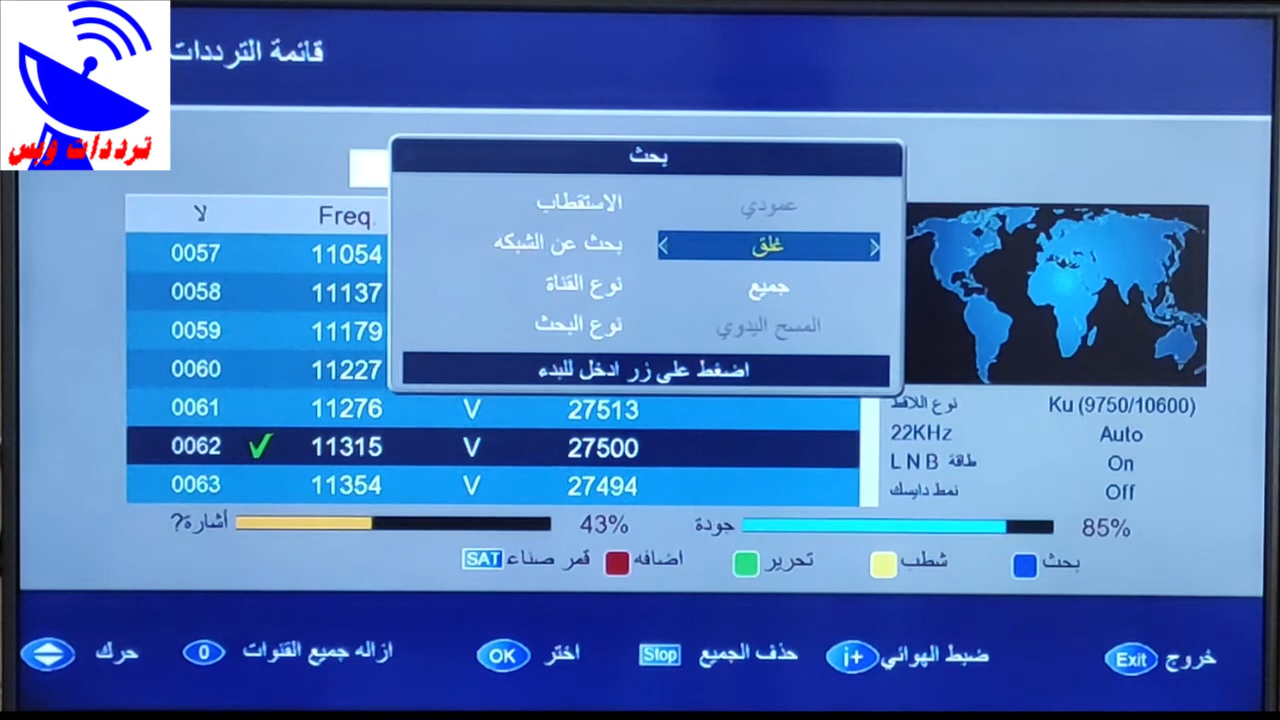 قائمة الترددات
ترددات ويس
بحث
الاستقطاب عمودي
بحث عن الشبكه < غلق >
نوع القناة جميع
نوع البحث المسح اليدوي
اضغط على زر ادخل للبدء
لا Freq.
0057 11054
0058 11137
0059 11179
0060 11227
0061 11276 V 27513
0062 ✓ 11315 V 27500
0063 11354 V 27494
نوع اللاقط Ku (9750/10600)
22KHz Auto
طاقة LNB On
نمط دايسك Off
أشارة? 43% جودة 85%
SAT قمر صناء اضافه تحرير شطب بحث
حرك 0 ازاله جميع القنوات OK اختر Stop حذف الجميع i+ ضبط الهوائي Exit خروج